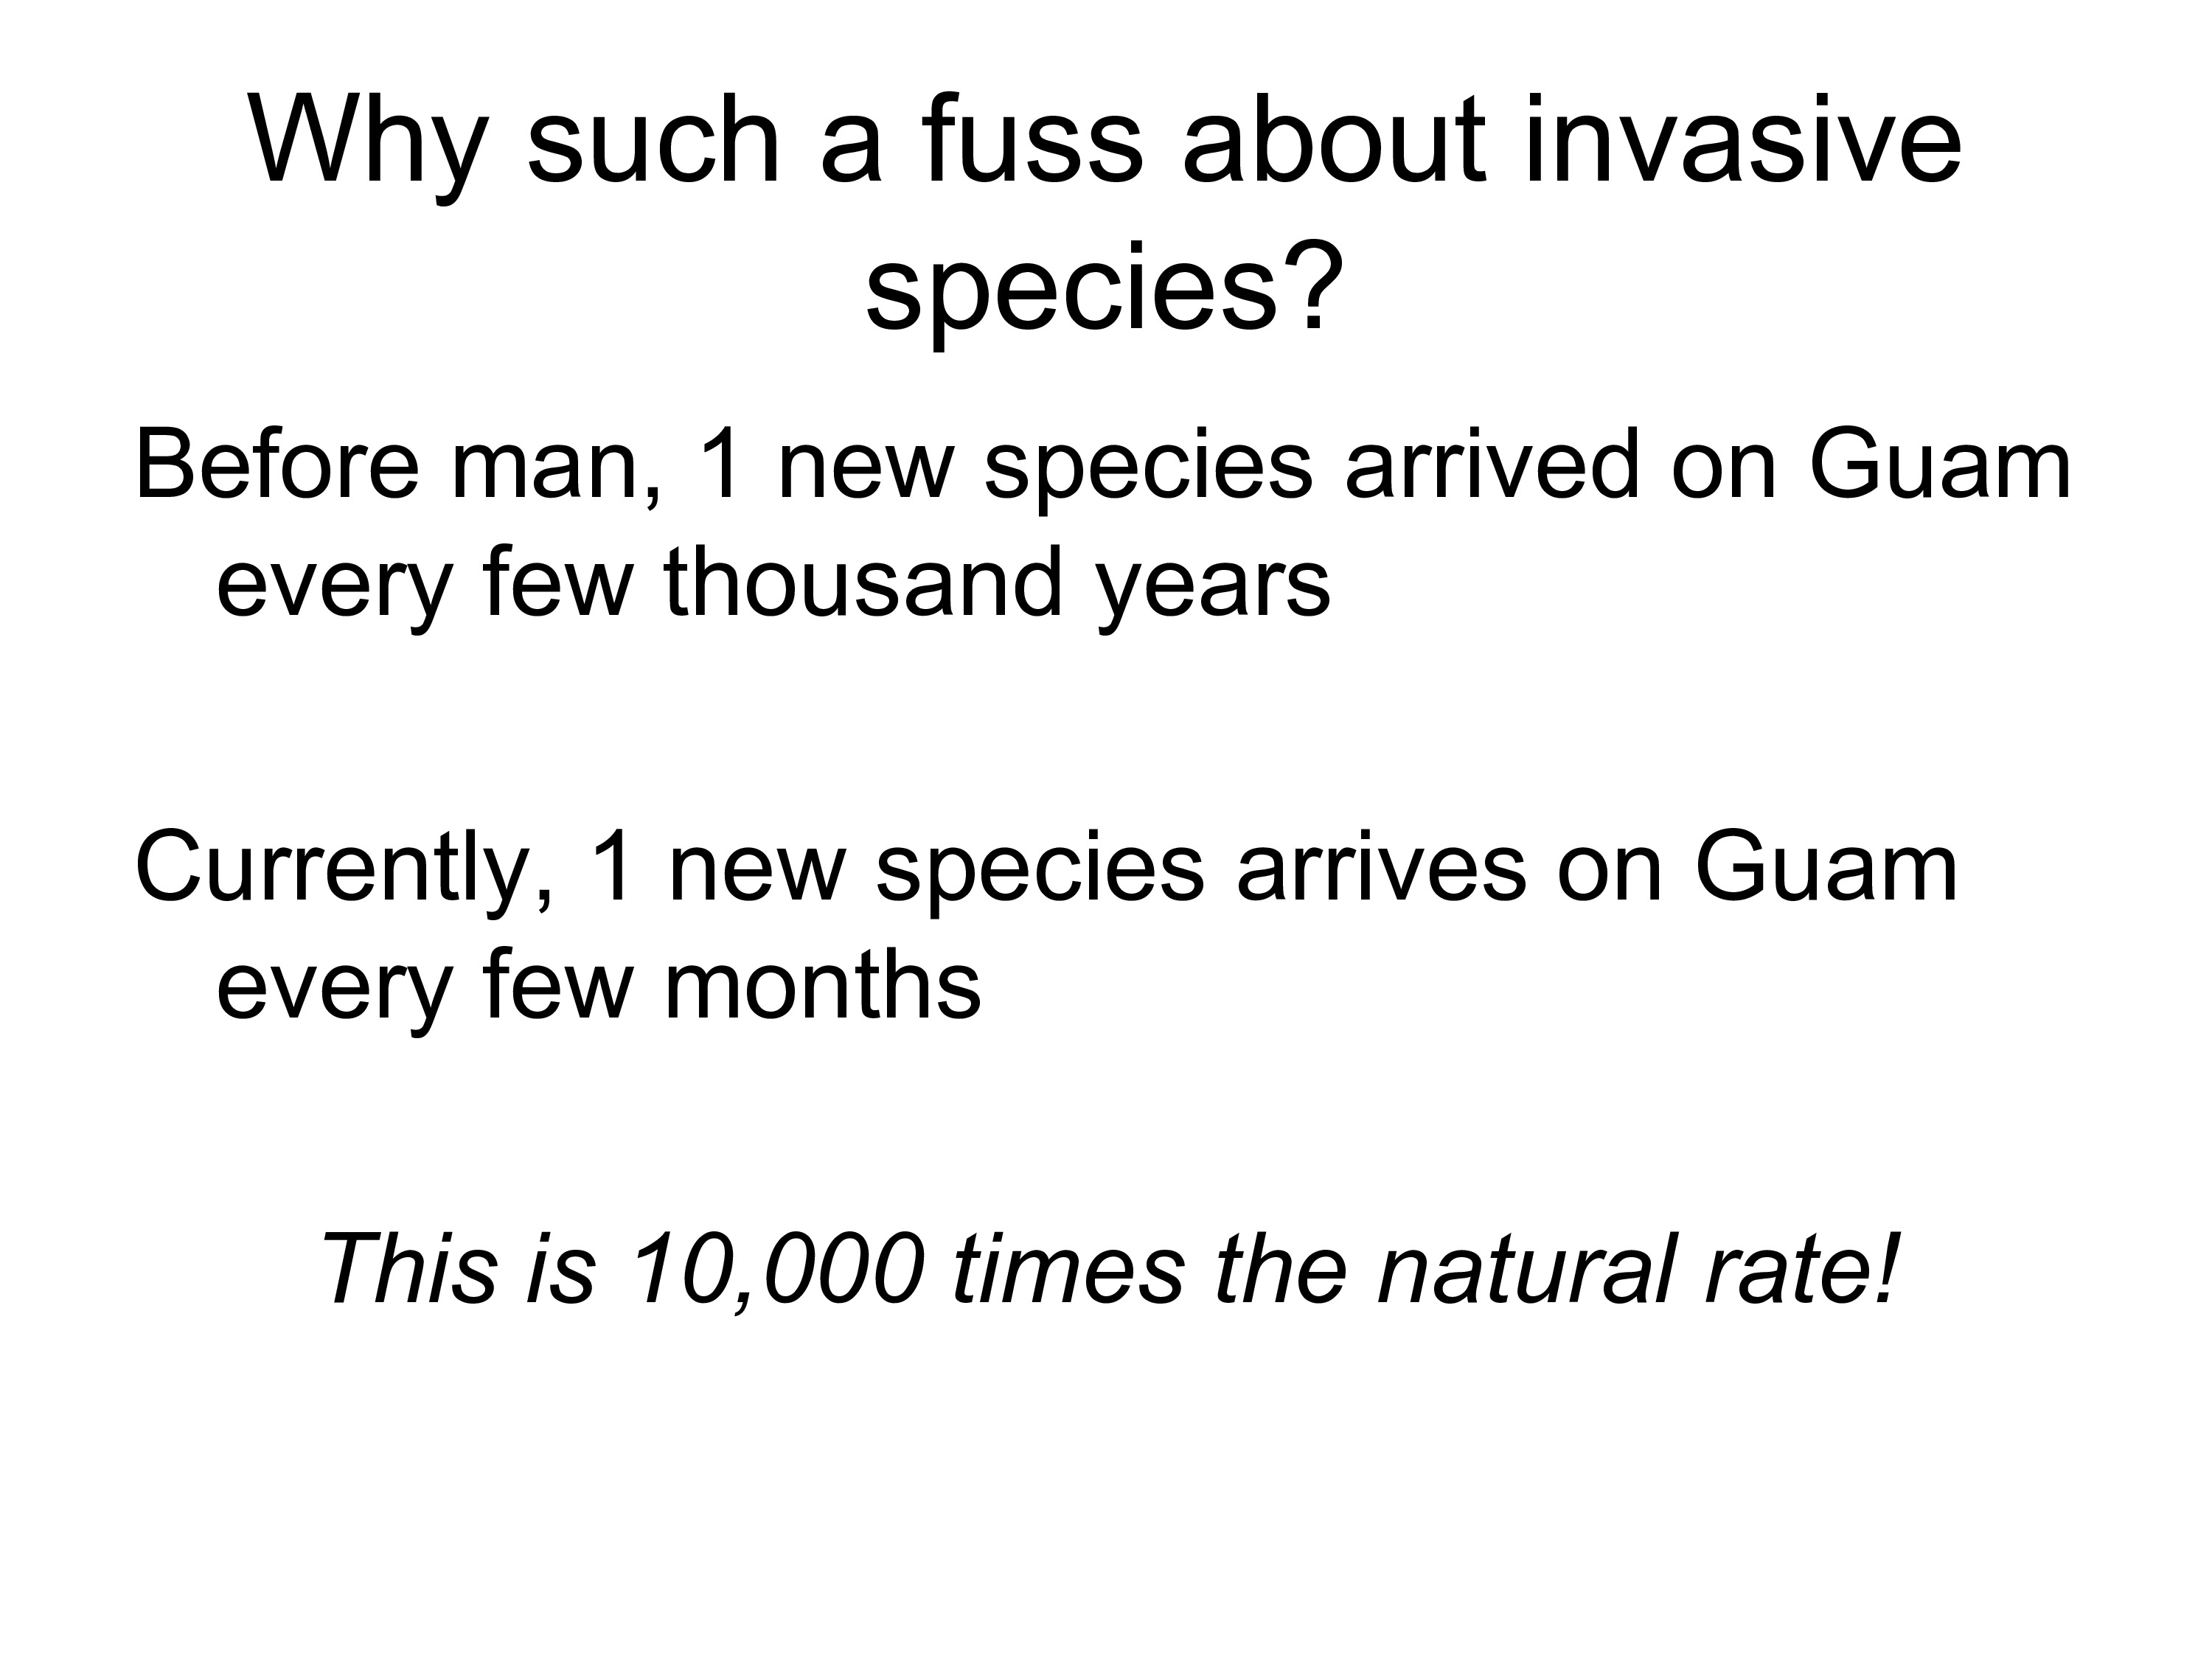 Why such a fuss about invasive
species?
Before man, 1 new species arrived on Guam
every few thousand years
Currently, 1 new species arrives on Guam
every few months
This is 10,000 times the natural rate!